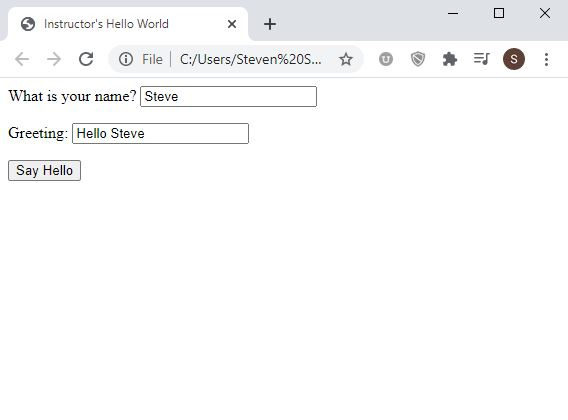 Instructor's Hello World
File C:/Users/Steven%20S...
S
What is your name? Steve
Greeting: Hello Steve
Say Hello